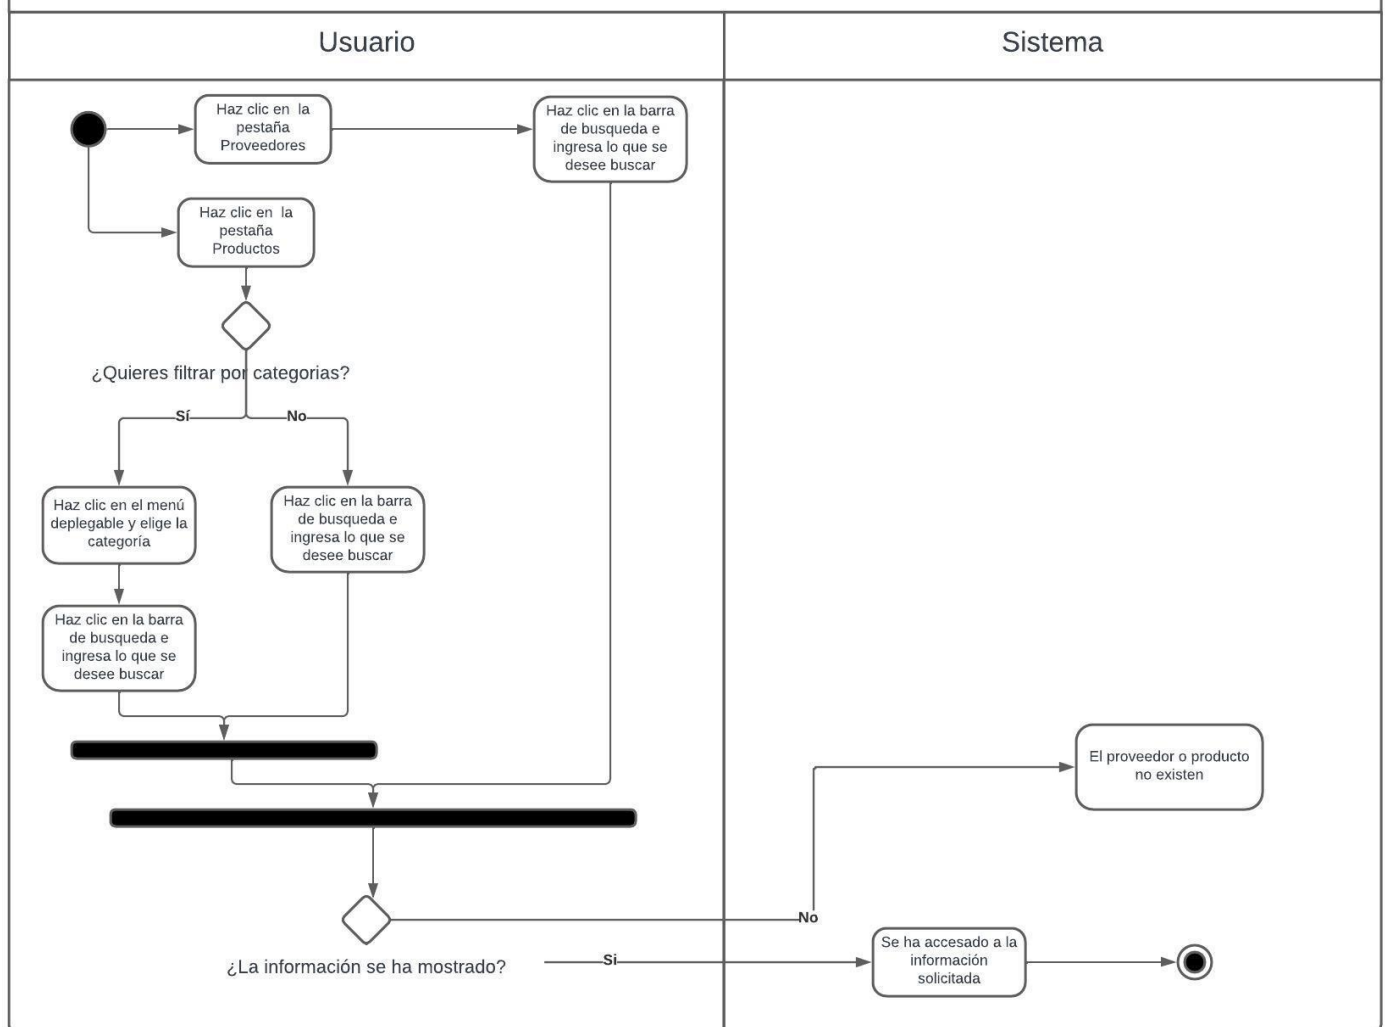 Usuario
Sistema
Haz clic en  la
pestaña
Proveedores
Haz clic en la barra
de busqueda e
ingresa lo que se
desee buscar
Haz clic en  la
pestaña
Productos
¿Quieres filtrar por categorias?
Sí
No
Haz clic en el menú
deplegable y elige la
categoría
Haz clic en la barra
de busqueda e
ingresa lo que se
desee buscar
Haz clic en la barra
de busqueda e
ingresa lo que se
desee buscar
El proveedor o producto
no existen
No
¿La información se ha mostrado?
Si
Se ha accesado a la
información
solicitada